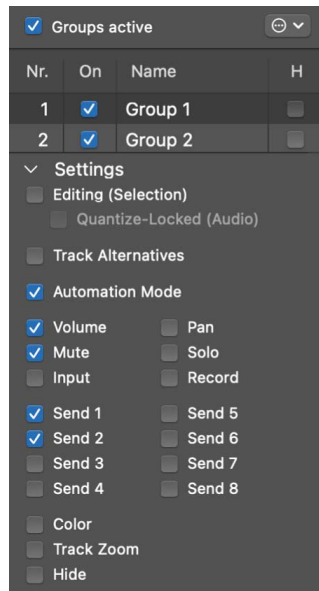 Groups active
Nr. On Name H
1 Group 1
2 Group 2
Settings
Editing (Selection)
Quantize-Locked (Audio)
Track Alternatives
Automation Mode
Volume Pan
Mute Solo
Input Record
Send 1 Send 5
Send 2 Send 6
Send 3 Send 7
Send 4 Send 8
Color
Track Zoom
Hide